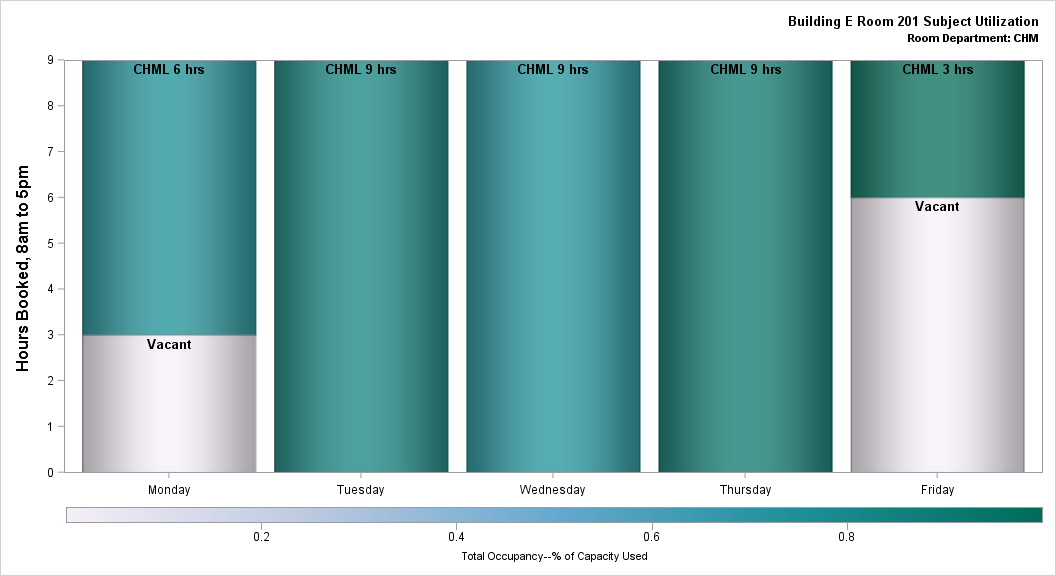 Building E Room 201 Subject Utilization
Room Department: CHM
Hours Booked, 8am to 5pm
9
8
7
6
5
4
3
2
1
0
CHML 6 hrs
CHML 9 hrs
CHML 9 hrs
CHML 9 hrs
CHML 3 hrs
Vacant
Vacant
Monday
Tuesday
Wednesday
Thursday
Friday
0.2
0.4
0.6
0.8
Total Occupancy--% of Capacity Used